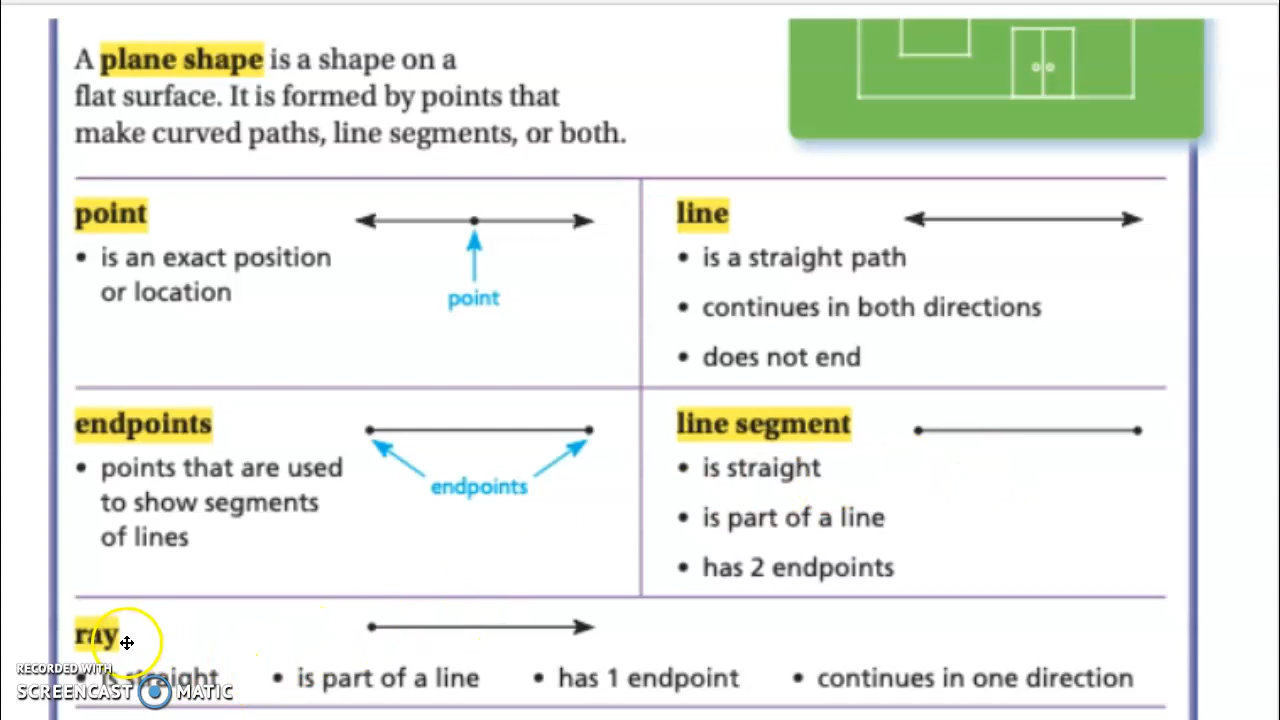 A plane shape is a shape on a
flat surface. It is formed by points that
make curved paths, line segments, or both.
point
• is an exact position
or location
point
line
• is a straight path
• continues in both directions
• does not end
endpoints
• points that are used
to show segments
of lines
endpoints
line segment
• is straight
• is part of a line
• has 2 endpoints
ray
• is straight • is part of a line • has 1 endpoint • continues in one direction
RECORDED WITH
SCREENCAST MATIC